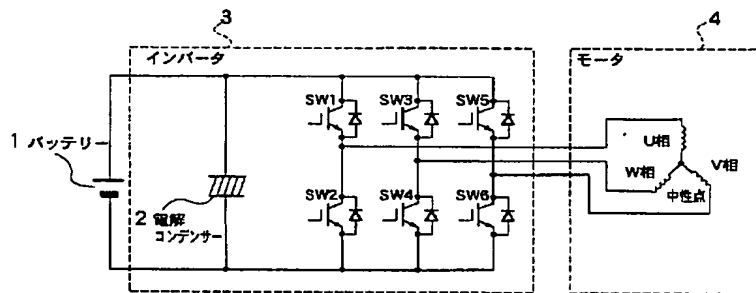 3
4
インバータ
モータ
SW1
SW3
SW5
1 バッテリー
U相
W相
V相
中性点
2 電解
コンデンサー
SW2
SW4
SW6